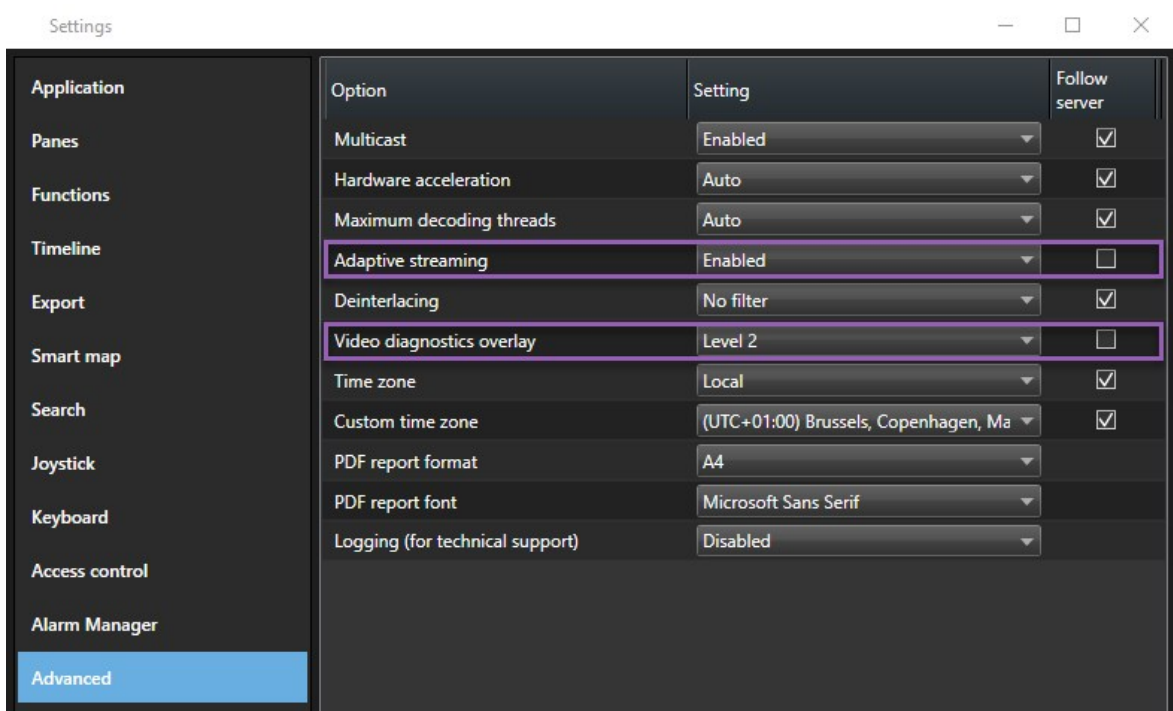 Settings
Application
Panes
Functions
Timeline
Export
Smart map
Search
Joystick
Keyboard
Access control
Alarm Manager
Advanced
Option Setting Follow
server
Multicast Enabled
Hardware acceleration Auto
Maximum decoding threads Auto
Adaptive streaming Enabled
Deinterlacing No filter
Video diagnostics overlay Level 2
Time zone Local
Custom time zone (UTC+01:00) Brussels, Copenhagen, Ma
PDF report format A4
PDF report font Microsoft Sans Serif
Logging (for technical support) Disabled